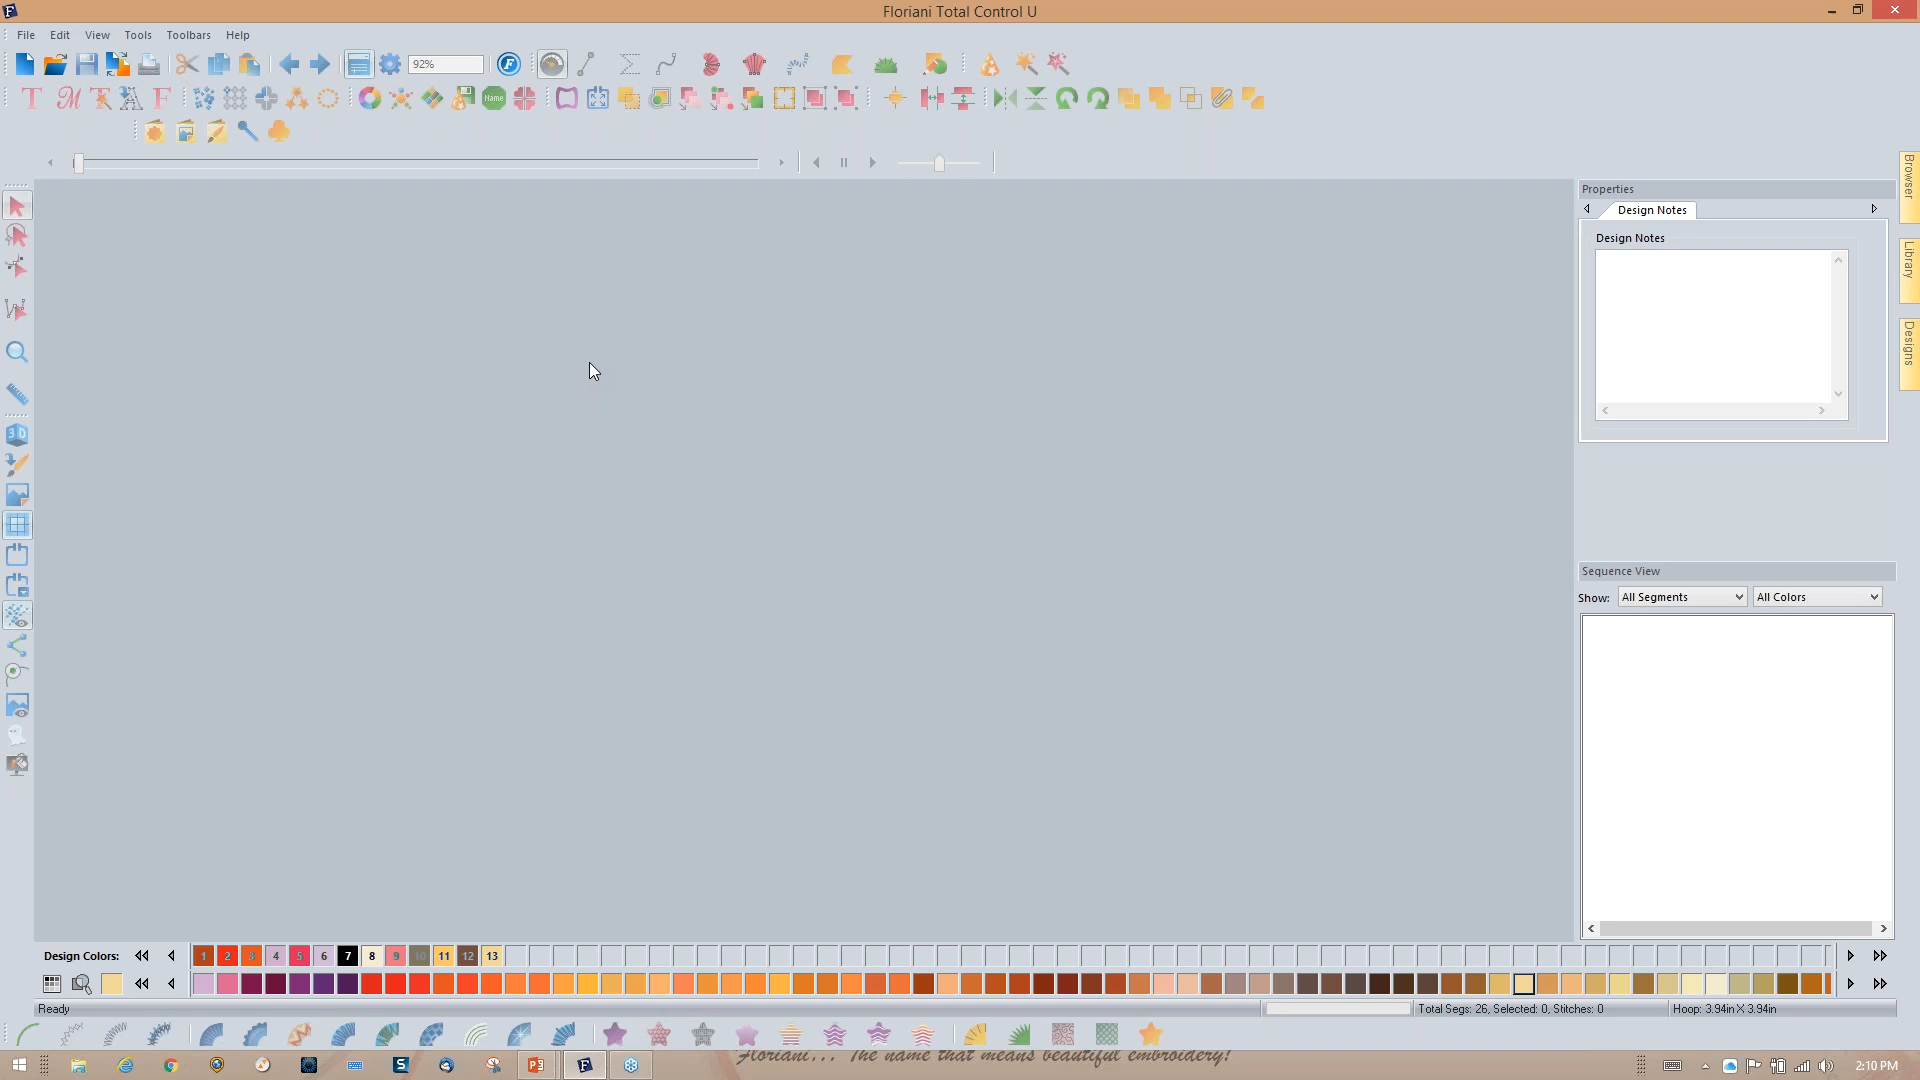 Floriani Total Control U
File Edit View Tools Toolbars Help
92%
Name
Properties
Design Notes
Design Notes
Browser
Library
Designs
3D
Sequence View
Show: All Segments All Colors
Design Colors: 1 2 3 4 5 6 7 8 9 10 11 12 13
Ready
Total Segs: 26, Selected: 0, Stitches: 0
Hoop: 3.94in X 3.94in
Floriani... The name that means beautiful embroidery!
2:10 PM